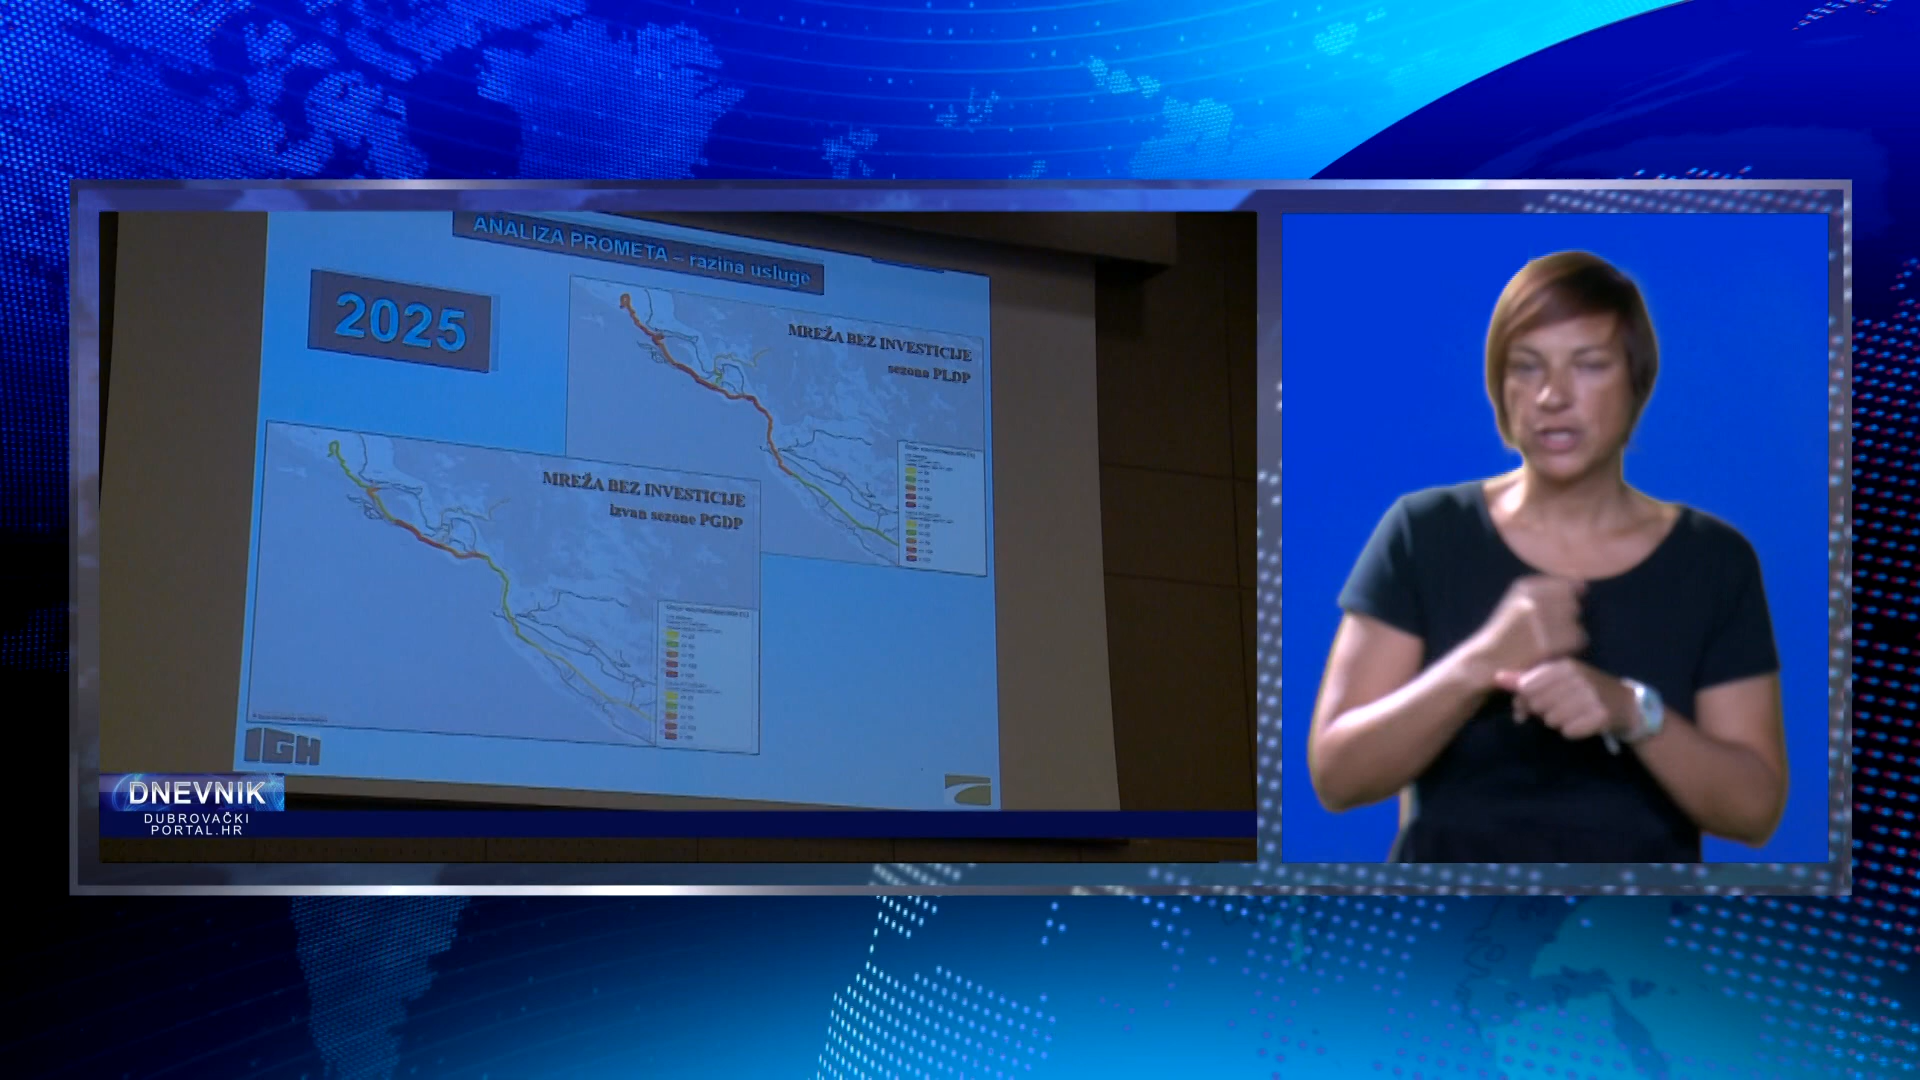 ANALIZA PROMETA – razina usluge
2025
MREŽA BEZ INVESTICIJE
sezona PLDP
MREŽA BEZ INVESTICIJE
izvan sezone PGDP
IGH
DNEVNIK
DUBROVAČKI
PORTAL.HR